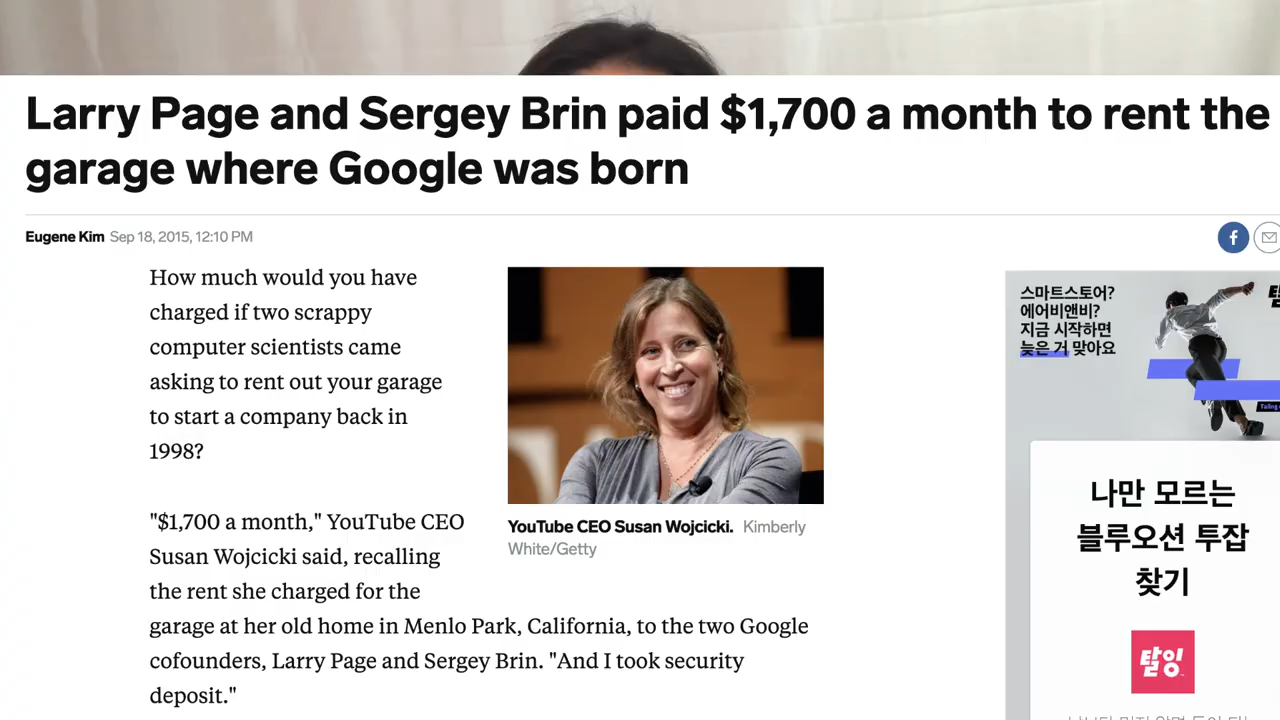 Larry Page and Sergey Brin paid $1,700 a month to rent the
garage where Google was born
Eugene Kim Sep 18, 2015, 12:10 PM
f
How much would you have
charged if two scrappy
computer scientists came
asking to rent out your garage
to start a company back in
1998?
"$1,700 a month," YouTube CEO
Susan Wojcicki said, recalling
the rent she charged for the
garage at her old home in Menlo Park, California, to the two Google
cofounders, Larry Page and Sergey Brin. "And I took security
deposit."
YouTube CEO Susan Wojcicki. Kimberly
White/Getty
스마트스토어?
에어비앤비?
지금 시작하면
늦은 거 맞아요
나만 모르는
블루오션 투잡
찾기
탈잉